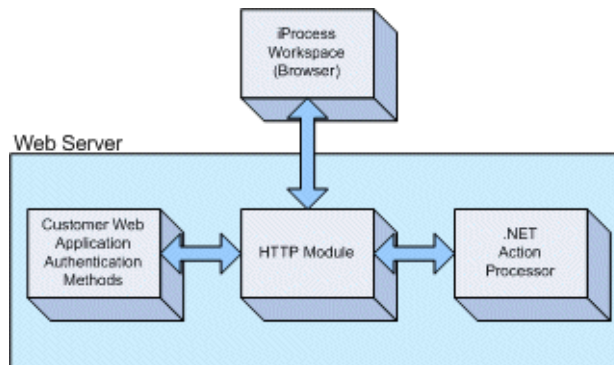 iProcess
Workspace
(Browser)
Web Server
Customer Web
Application
Authentication
Methods
HTTP Module
.NET
Action
Processor